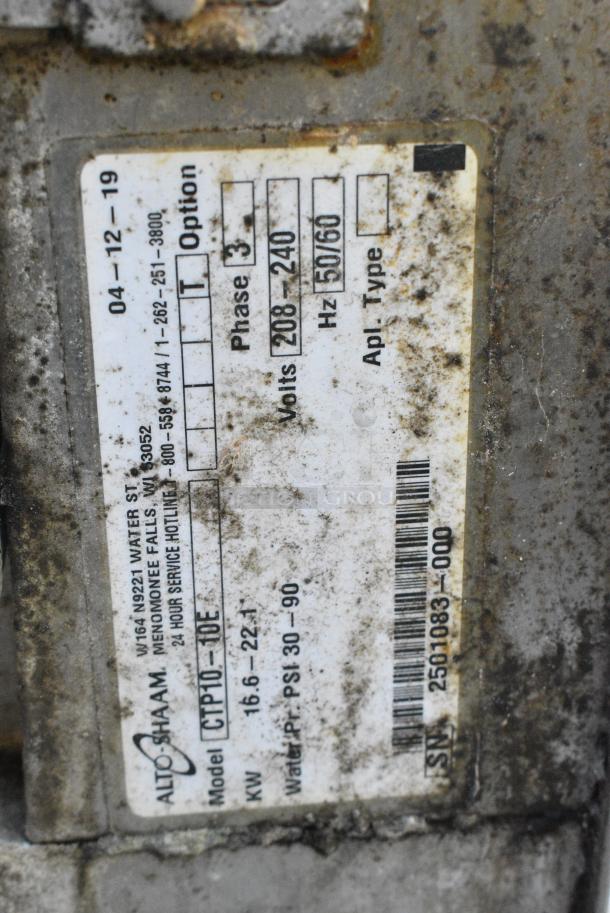 04-12-19
W164 N9221 WATER ST
ALTO-SHAAM. MENOMONEE FALLS, WI 53052
24 HOUR SERVICE HOTLINE 1-800-558-8744 / 1-262-251-3800
Model CTP10-10E T Option
KW 16.6-22.1 Phase 3
Water Pr. PSI 30-90 Volts 208-240
Hz 50/60
Apl. Type
SN 2501083-000
GROUP